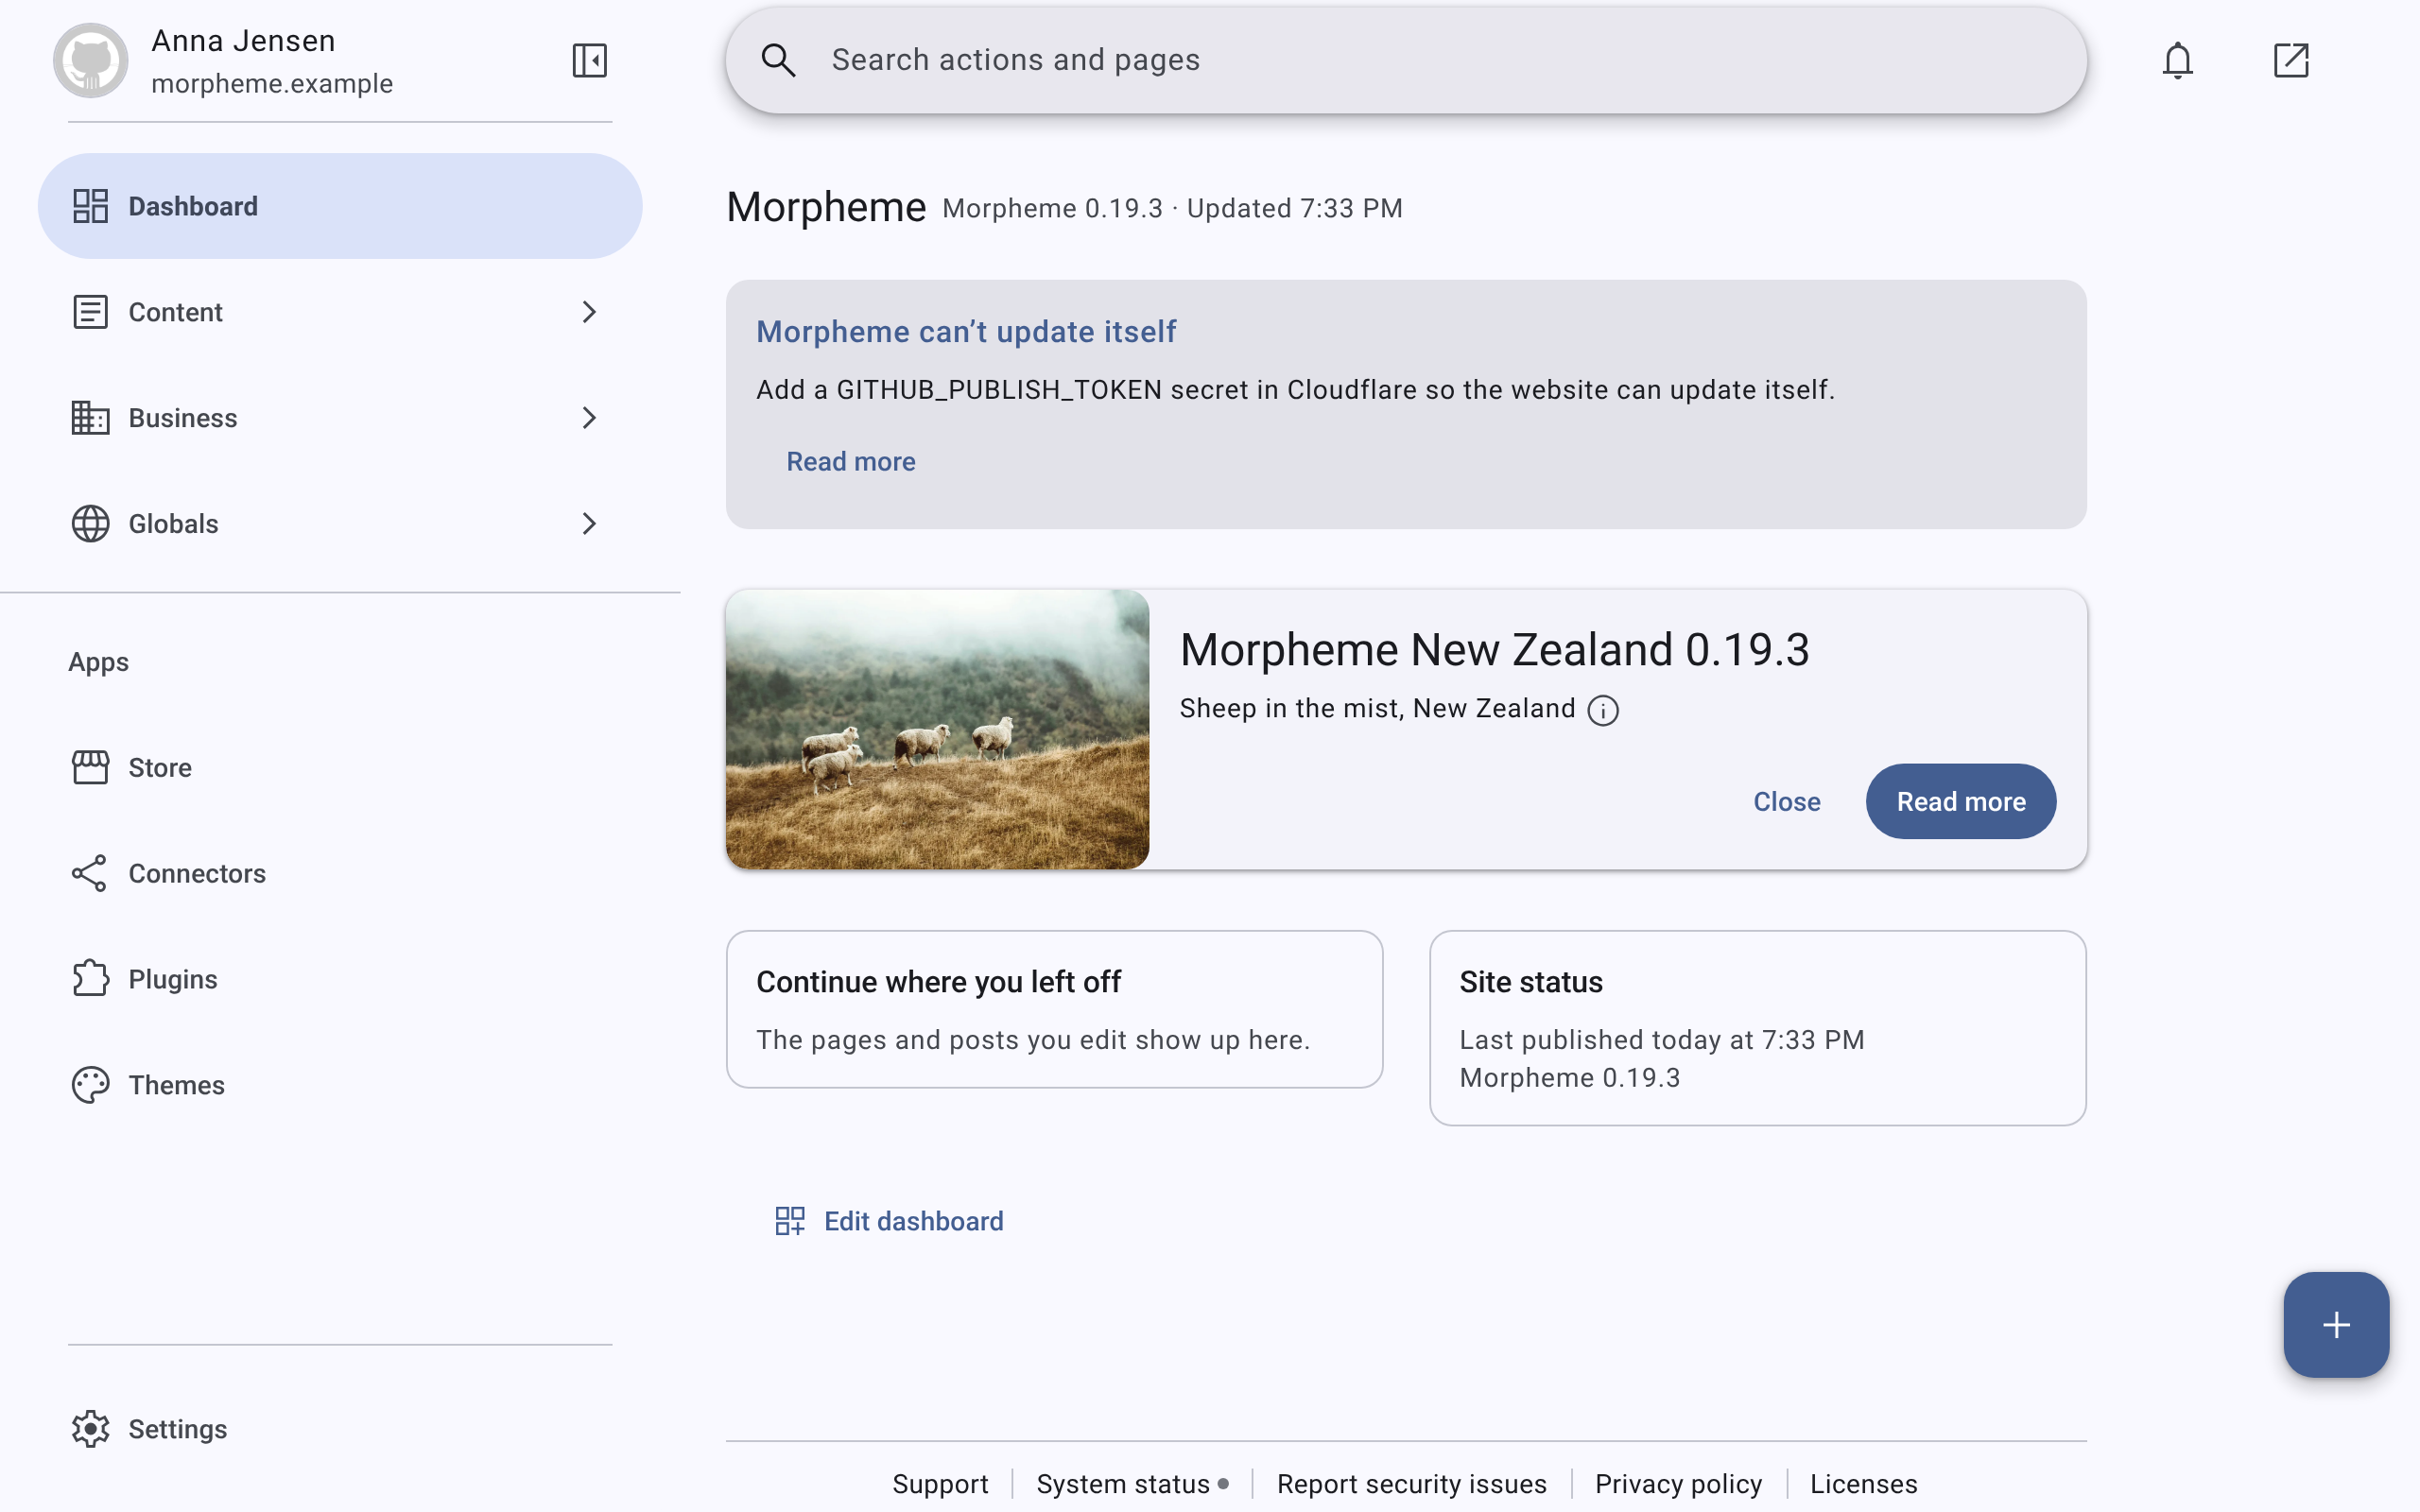 Anna Jensen
morpheme.example
Dashboard
Content
Business
Globals
Apps
Store
Connectors
Plugins
Themes
Settings
Search actions and pages
Morpheme Morpheme 0.19.3 · Updated 7:33 PM
Morpheme can’t update itself
Add a GITHUB_PUBLISH_TOKEN secret in Cloudflare so the website can update itself.
Read more
Morpheme New Zealand 0.19.3
Sheep in the mist, New Zealand
Close Read more
Continue where you left off
The pages and posts you edit show up here.
Site status
Last published today at 7:33 PM
Morpheme 0.19.3
Edit dashboard
Support System status Report security issues Privacy policy Licenses